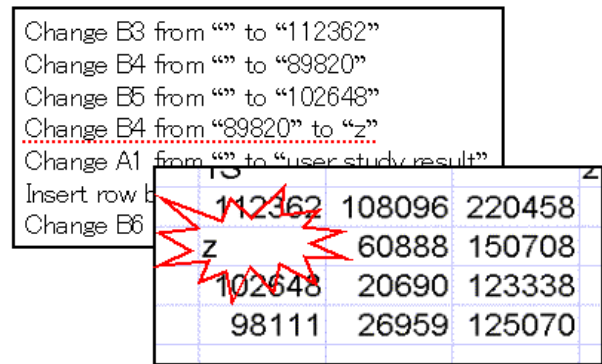 Change B3 from “” to “112362”
Change B4 from “” to “89820”
Change B5 from “” to “102648”
Change B4 from “89820” to “z”
Change A1 from “” to “user study result”
Insert row
Change B6
z
112362 108096 220458
z 60888 150708
102648 20690 123338
98111 26959 125070